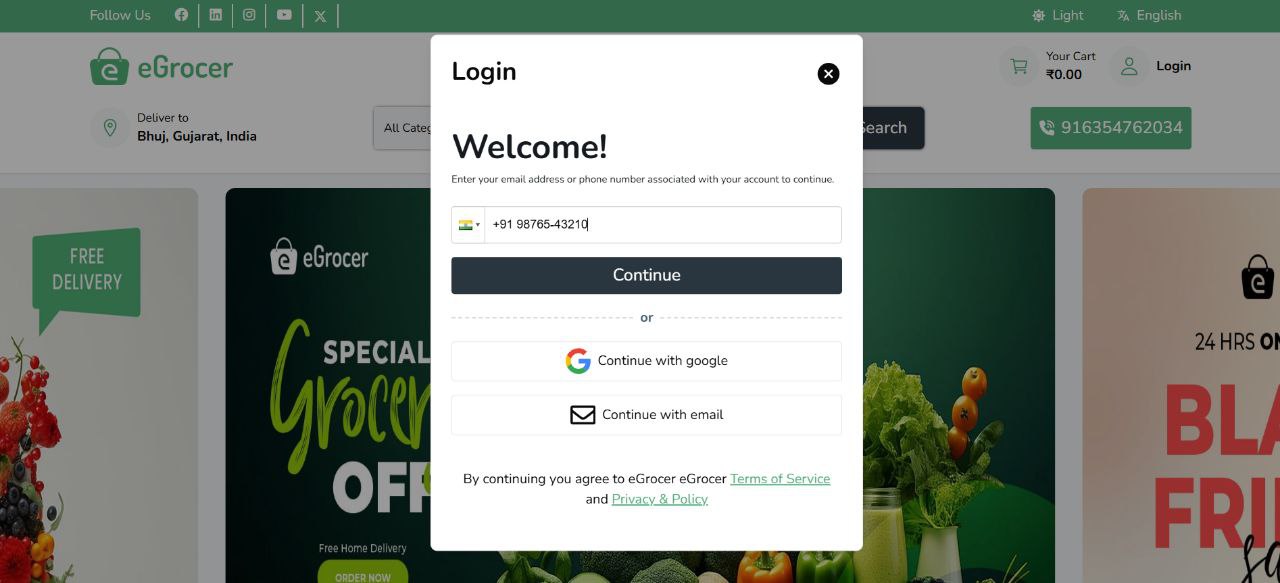 Follow Us
Light
English
eGrocer
Your Cart
₹0.00
Login
Deliver to
Bhuj, Gujarat, India
All Categ
Search
916354762034
Login
Welcome!
Enter your email address or phone number associated with your account to continue.
+91 98765-43210
Continue
or
Continue with google
Continue with email
By continuing you agree to eGrocer eGrocer Terms of Service
and Privacy & Policy
FREE
DELIVERY
eGrocer
SPECIAL
Grocer
OFF
Free Home Delivery
ORDER NOW
24 HRS ON
BLA
FRI